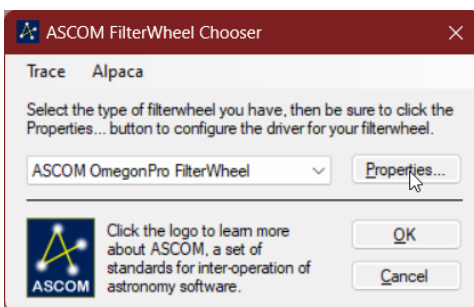 ASCOM FilterWheel Chooser
Trace Alpaca
Select the type of filterwheel you have, then be sure to click the
Properties... button to configure the driver for your filterwheel.
ASCOM OmegonPro FilterWheel
Properties...
Click the logo to learn more
about ASCOM, a set of
standards for inter-operation of
astronomy software.
ASCOM
OK
Cancel